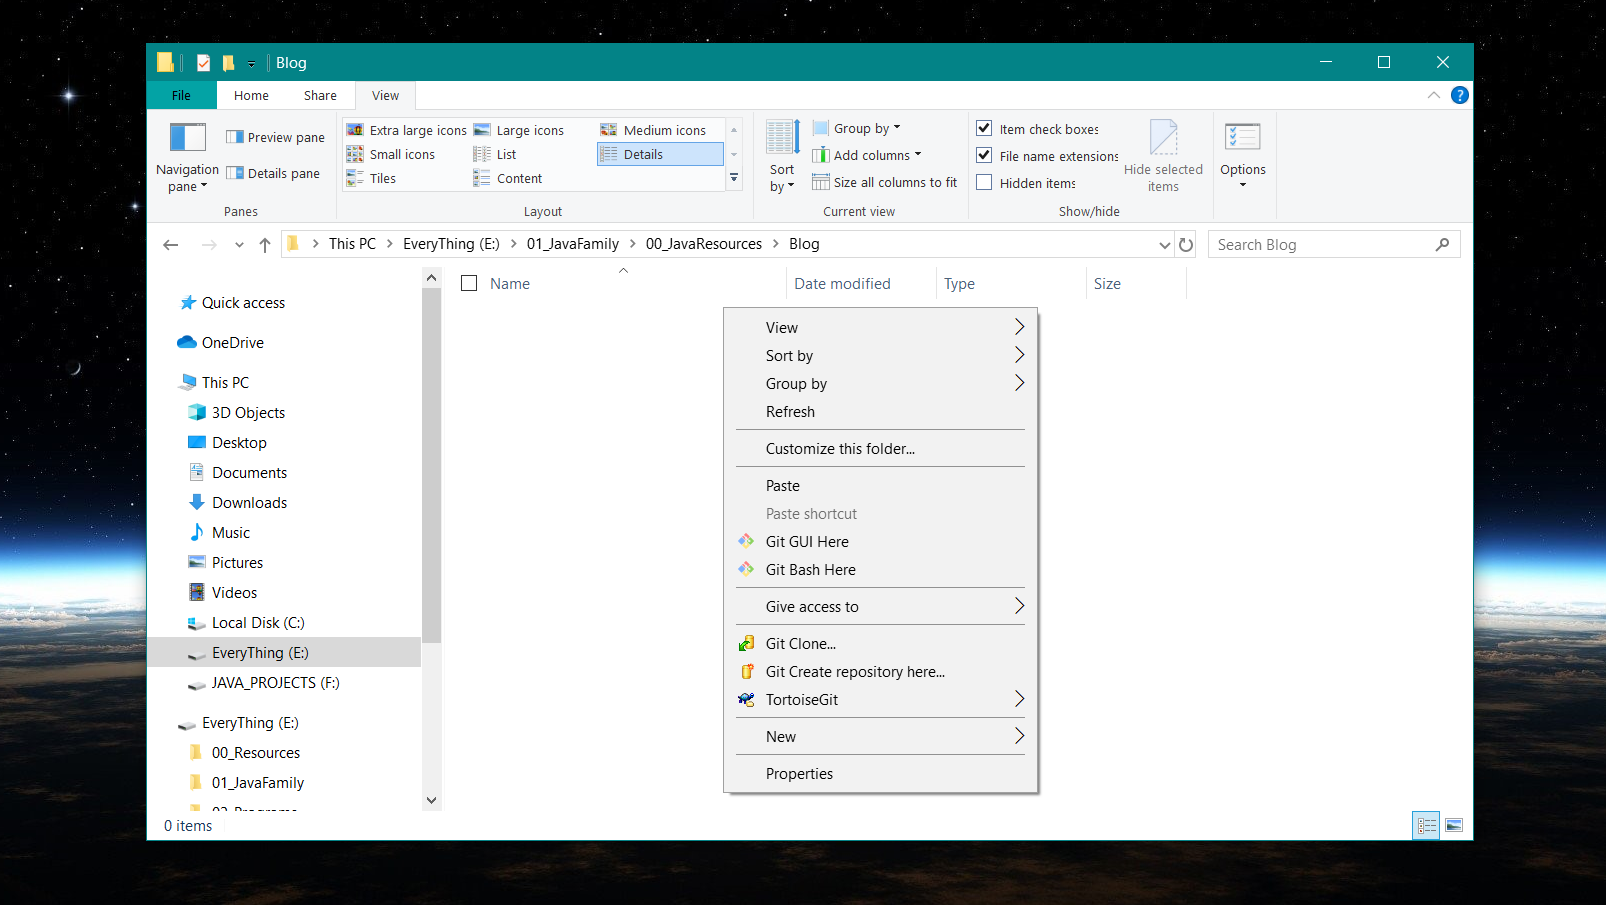 Blog
File Home Share View
Navigation pane
Preview pane
Details pane
Panes
Extra large icons Large icons Medium icons
Small icons List Details
Tiles Content
Layout
Sort by
Group by
Add columns
Size all columns to fit
Current view
Item check boxes
File name extensions
Hidden items
Hide selected items
Show/hide
Options
This PC EveryThing (E:) 01_JavaFamily 00_JavaResources Blog
Search Blog
Name Date modified Type Size
Quick access
OneDrive
This PC
3D Objects
Desktop
Documents
Downloads
Music
Pictures
Videos
Local Disk (C:)
EveryThing (E:)
JAVA_PROJECTS (F:)
EveryThing (E:)
00_Resources
01_JavaFamily
02_Programs
View
Sort by
Group by
Refresh
Customize this folder...
Paste
Paste shortcut
Git GUI Here
Git Bash Here
Give access to
Git Clone...
Git Create repository here...
TortoiseGit
New
Properties
0 items